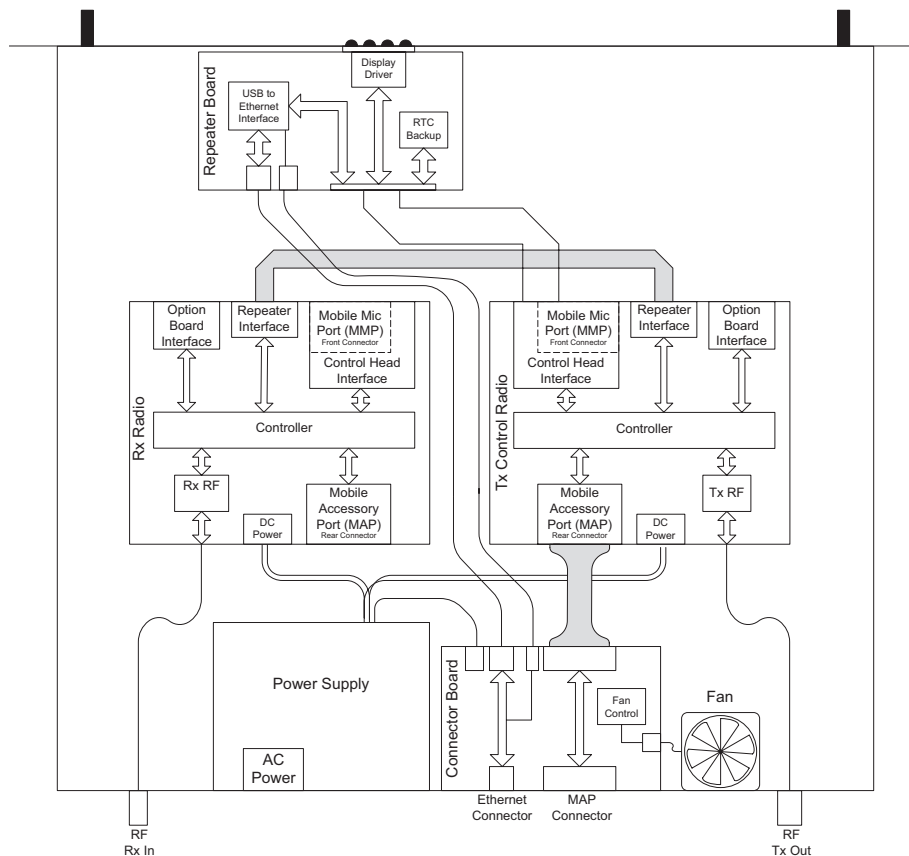 Repeater Board
USB to
Ethernet
Interface
Display
Driver
RTC
Backup
Rx Radio
Option
Board
Interface
Repeater
Interface
Mobile Mic
Port (MMP)
Front Connector
Control Head
Interface
Controller
Rx RF
DC
Power
Mobile
Accessory
Port (MAP)
Rear Connector
Tx Control Radio
Mobile Mic
Port (MMP)
Front Connector
Control Head
Interface
Repeater
Interface
Option
Board
Interface
Controller
Mobile
Accessory
Port (MAP)
Rear Connector
DC
Power
Tx RF
Power Supply
AC
Power
Connector Board
Fan
Control
Fan
Ethernet
Connector
MAP
Connector
RF
Rx In
RF
Tx Out